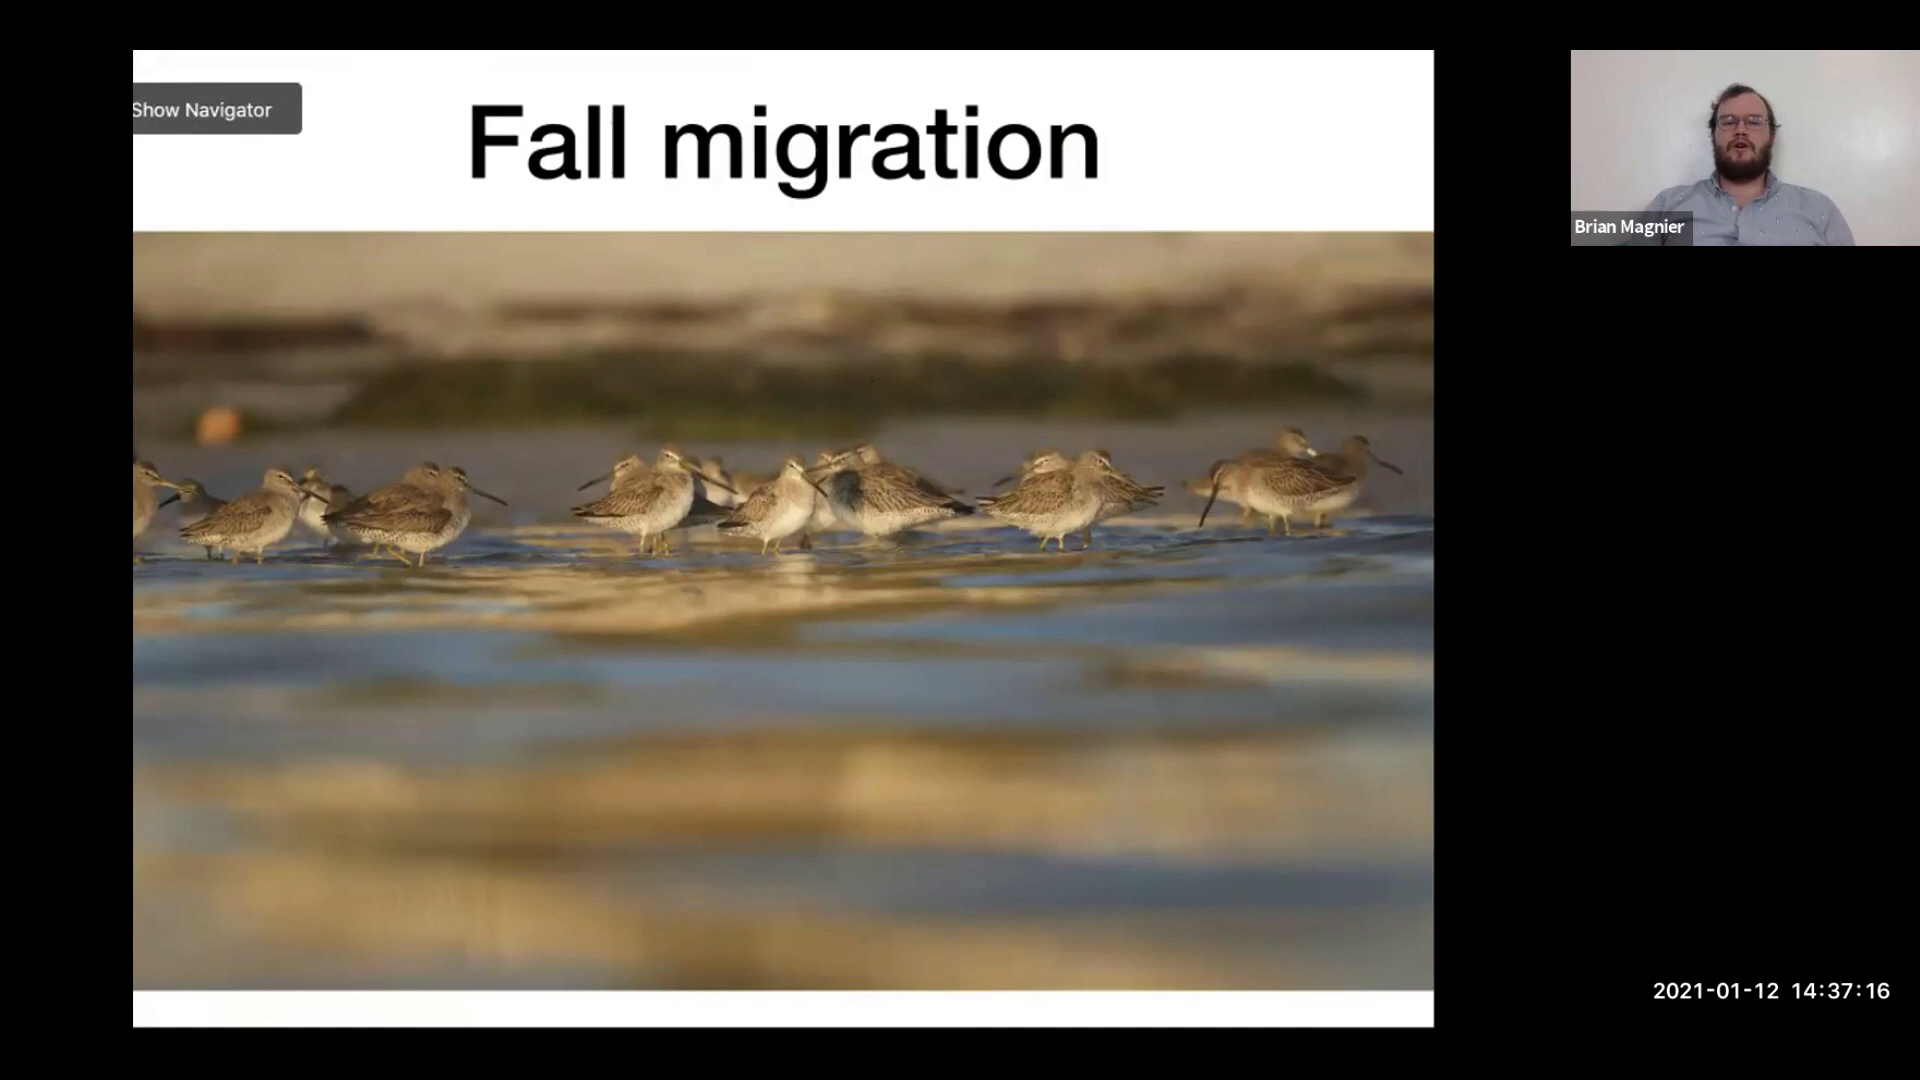 Show Navigator
Fall migration
Brian Magnier
2021-01-12 14:37:16